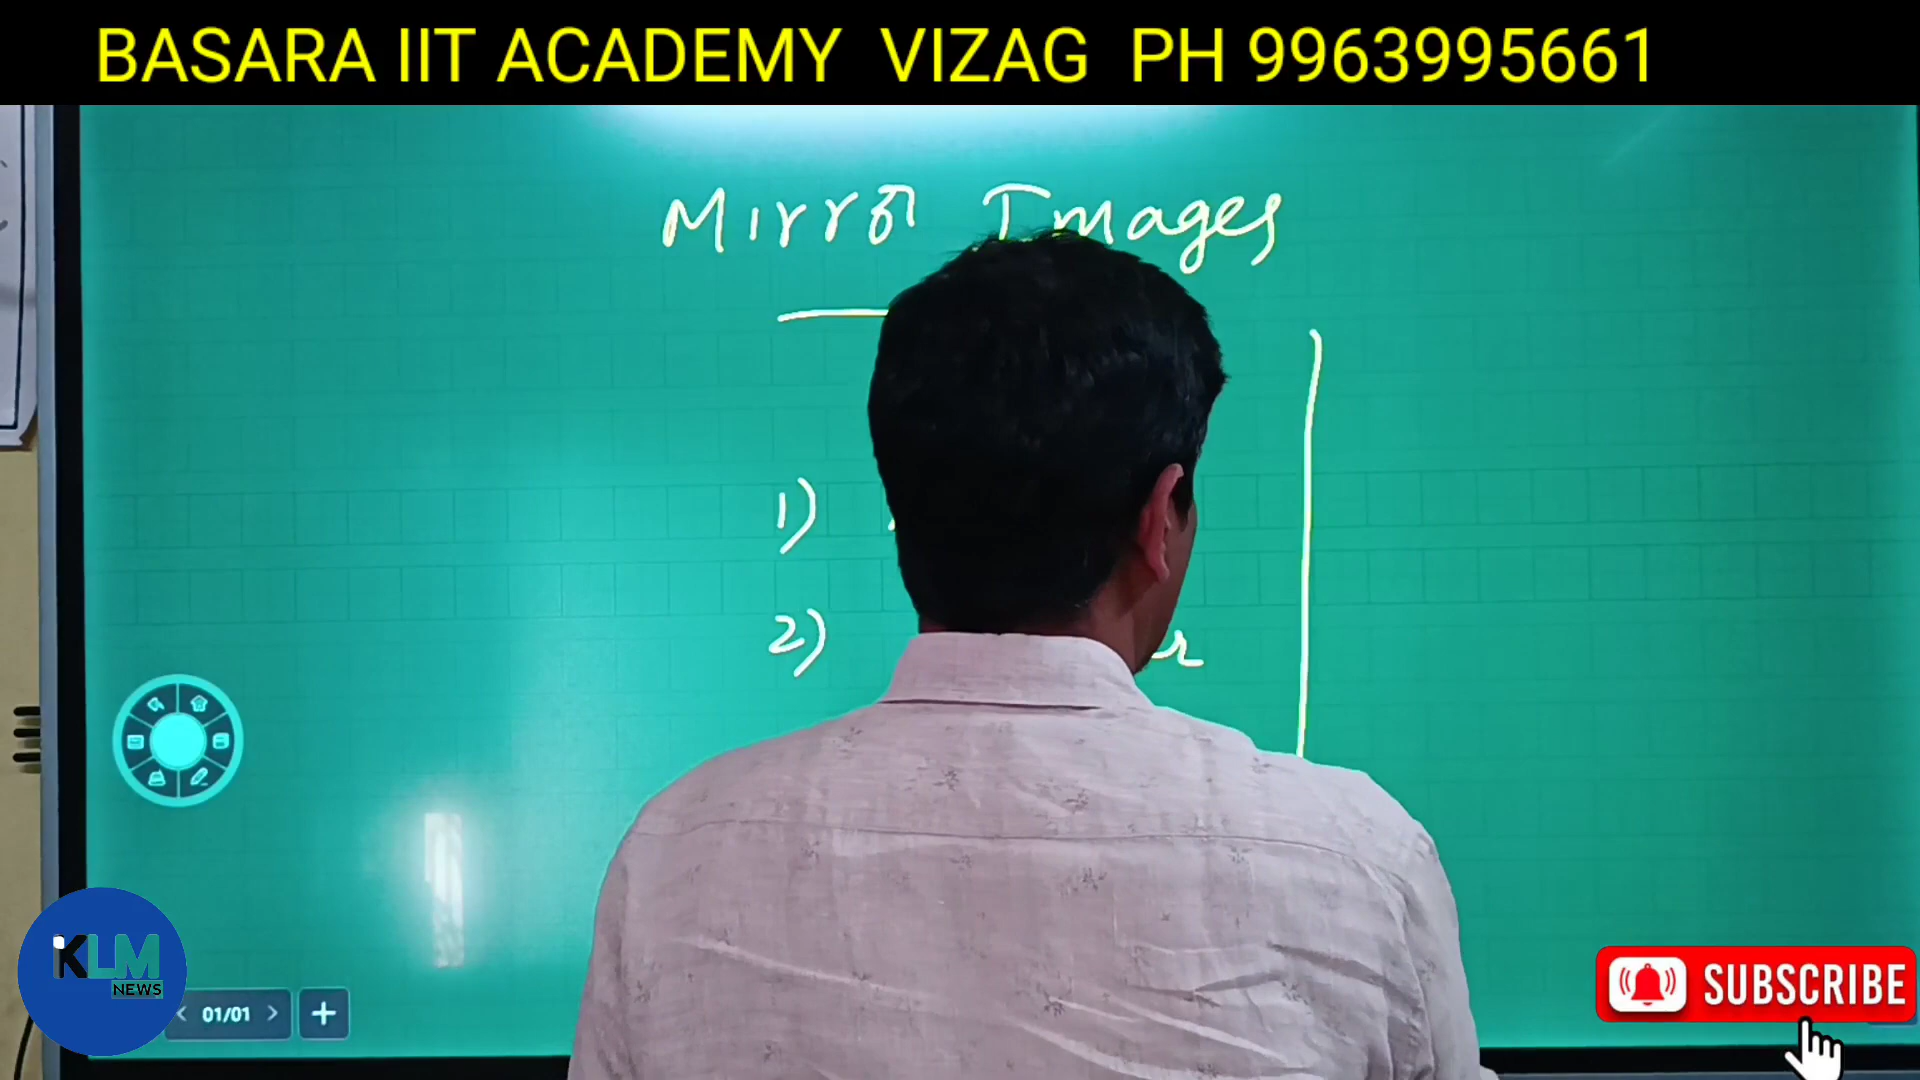 BASARA IIT ACADEMY VIZAG PH 9963995661
Mirror Images
1)
2)
KLM
NEWS
01/01
SUBSCRIBE